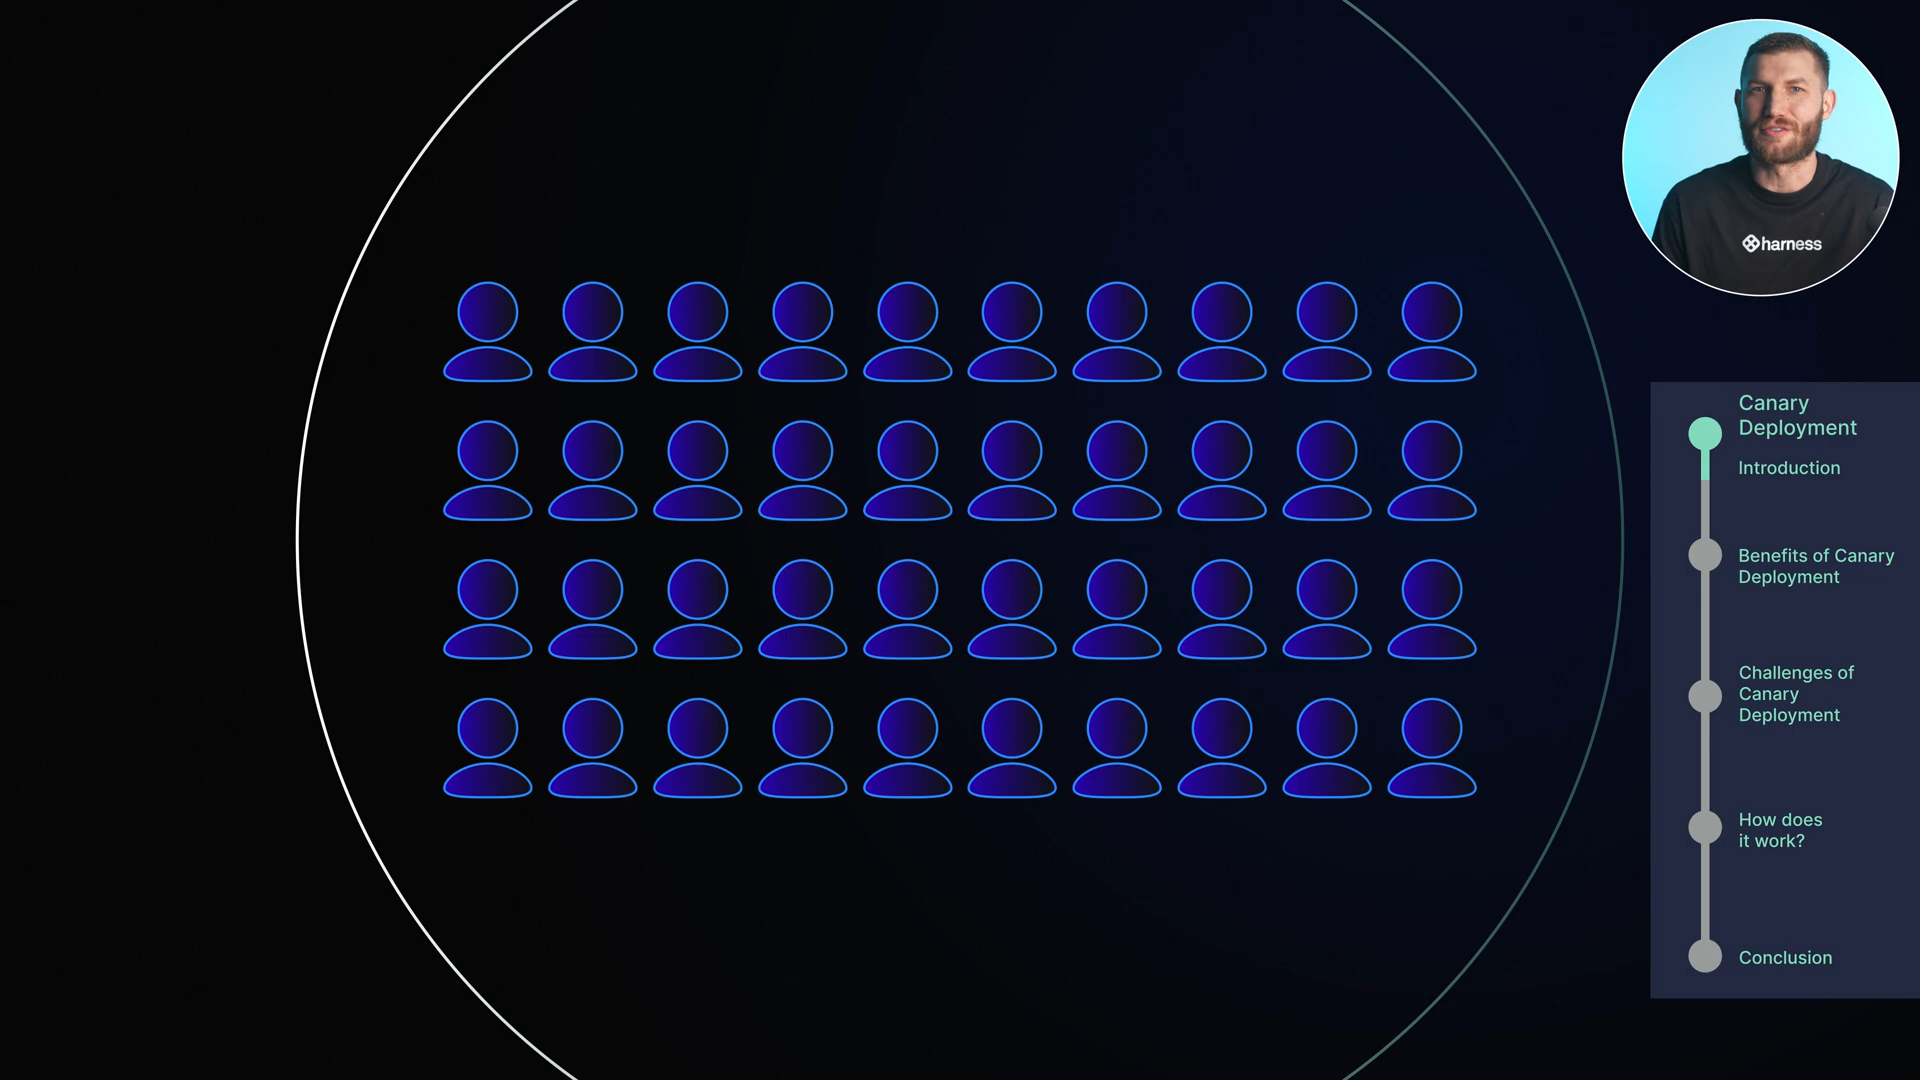 harness
Canary
Deployment
Introduction
Benefits of Canary
Deployment
Challenges of
Canary
Deployment
How does
it work?
Conclusion